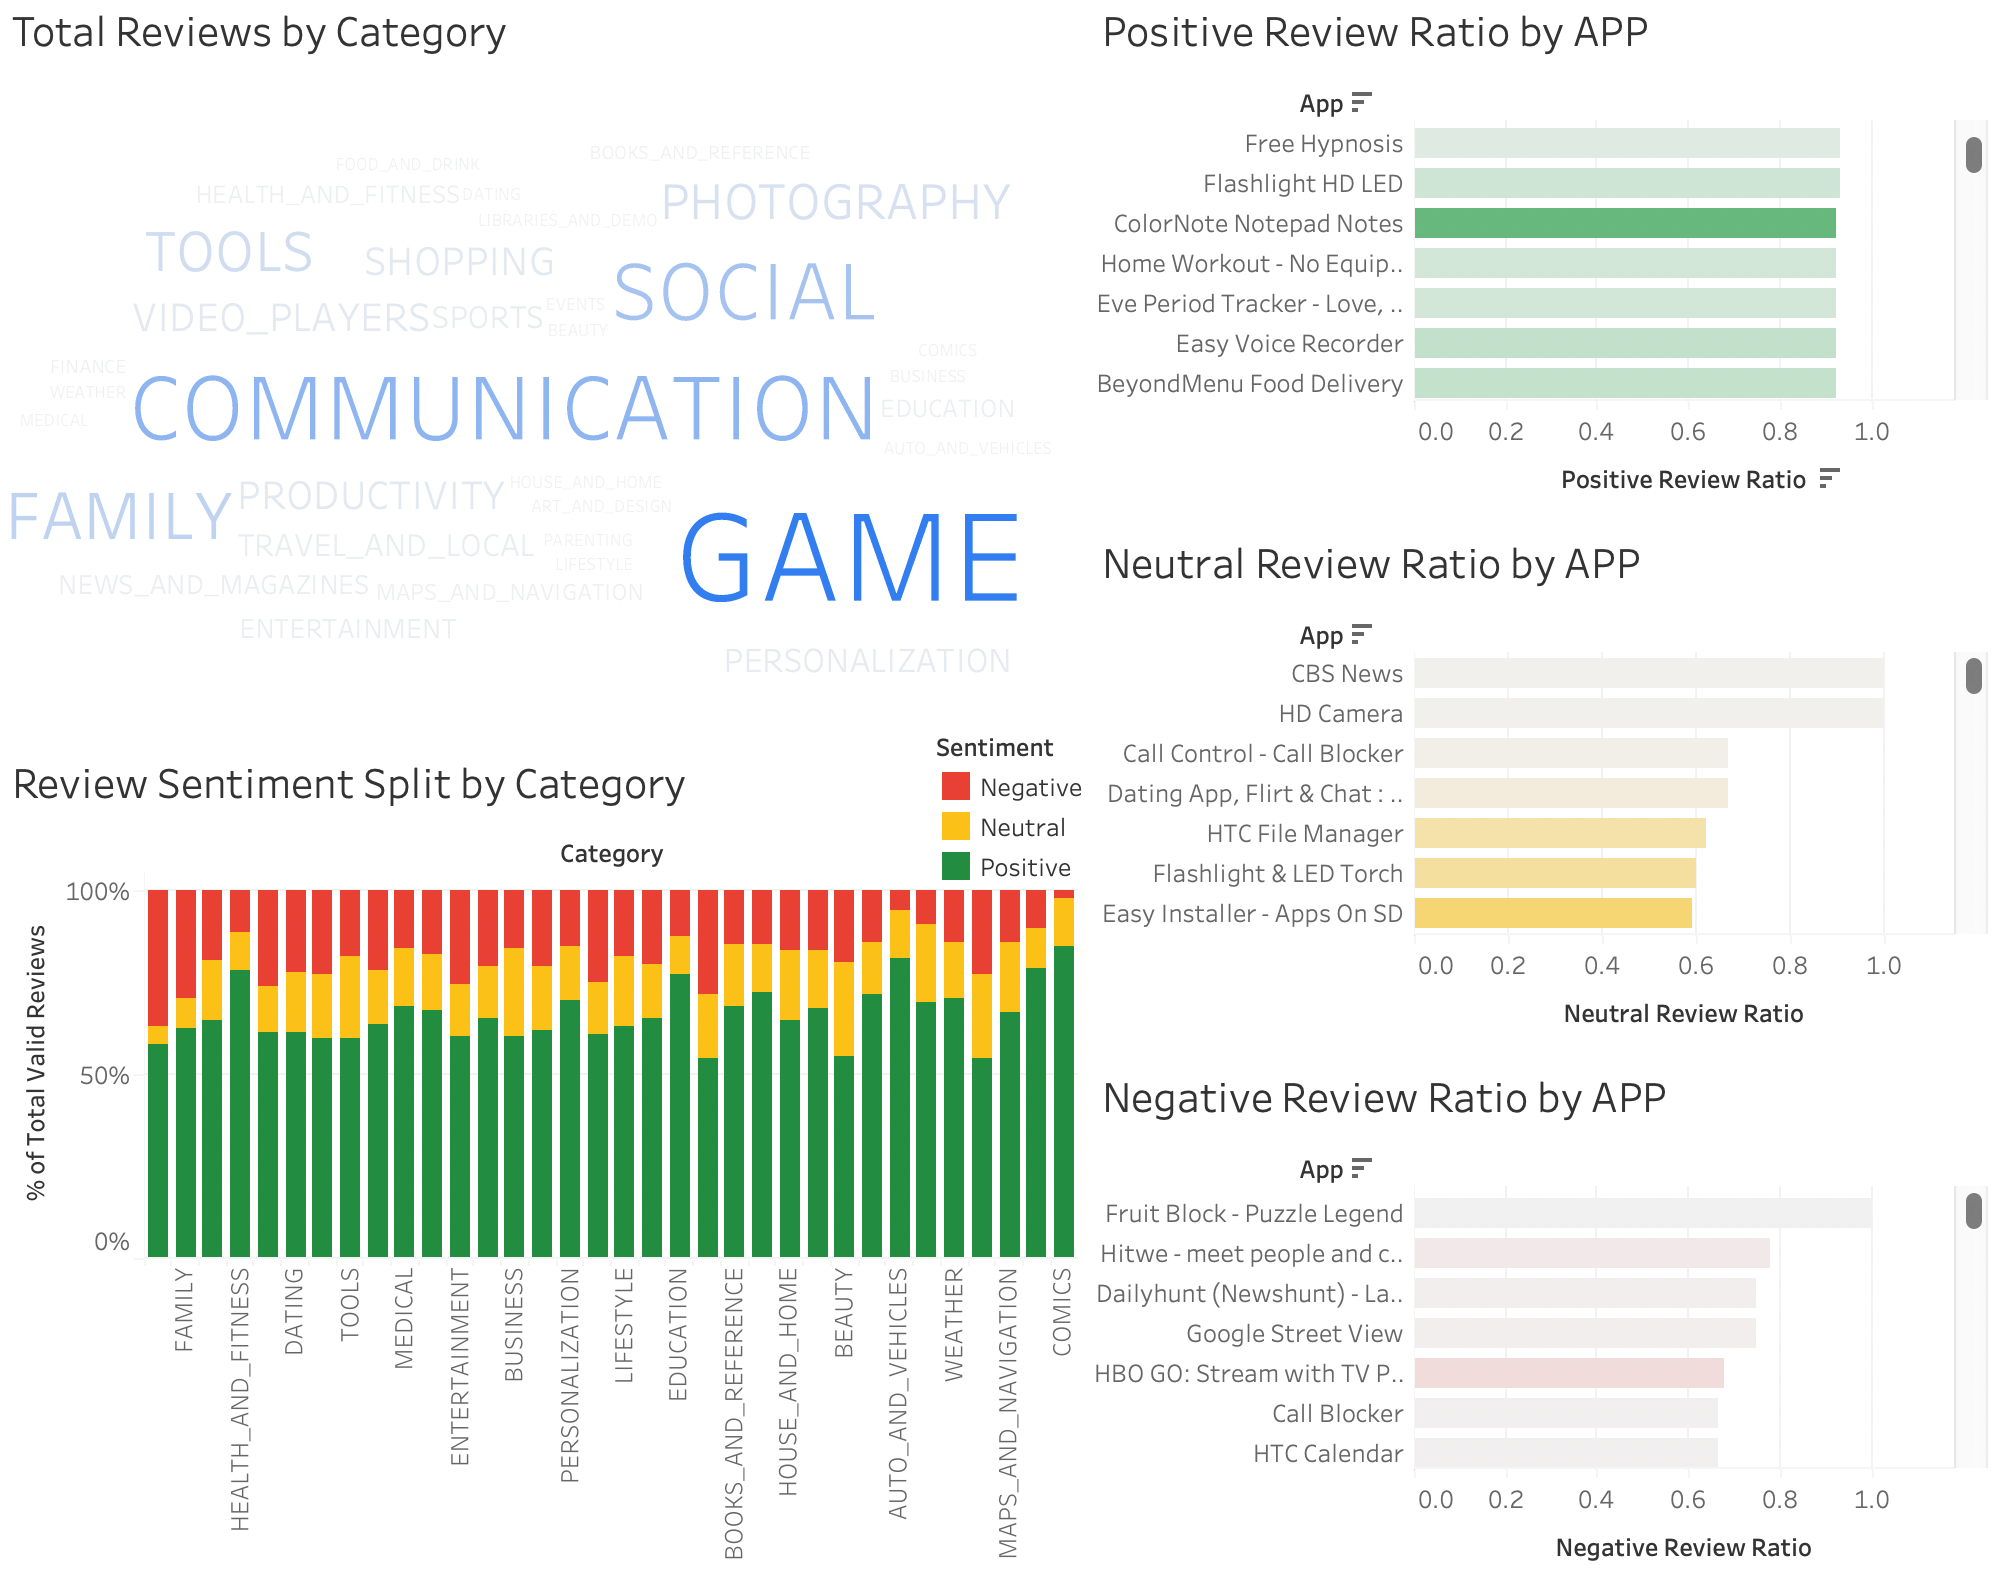 Total Reviews by Category
BOOKS_AND_REFERENCE
FOOD_AND_DRINK
HEALTH_AND_FITNESS DATING
PHOTOGRAPHY
LIBRARIES_AND_DEMO
TOOLS
SHOPPING
SOCIAL
EVENTS
VIDEO_PLAYERS SPORTS
BEAUTY
COMICS
FINANCE
BUSINESS
WEATHER
COMMUNICATION
EDUCATION
MEDICAL
AUTO_AND_VEHICLES
HOUSE_AND_HOME
PRODUCTIVITY
ART_AND_DESIGN
FAMILY
PARENTING
TRAVEL_AND_LOCAL
GAME
LIFESTYLE
NEWS_AND_MAGAZINES
MAPS_AND_NAVIGATION
ENTERTAINMENT
PERSONALIZATION
Review Sentiment Split by Category
Sentiment
Negative
Neutral
Positive
Category
% of Total Valid Reviews
100%
50%
0%
FAMILY
HEALTH_AND_FITNESS
DATING
TOOLS
MEDICAL
ENTERTAINMENT
BUSINESS
PERSONALIZATION
LIFESTYLE
EDUCATION
BOOKS_AND_REFERENCE
HOUSE_AND_HOME
BEAUTY
AUTO_AND_VEHICLES
WEATHER
MAPS_AND_NAVIGATION
COMICS
Positive Review Ratio by APP
App
Free Hypnosis
Flashlight HD LED
ColorNote Notepad Notes
Home Workout - No Equip..
Eve Period Tracker - Love, ..
Easy Voice Recorder
BeyondMenu Food Delivery
0.0 0.2 0.4 0.6 0.8 1.0
Positive Review Ratio
Neutral Review Ratio by APP
App
CBS News
HD Camera
Call Control - Call Blocker
Dating App, Flirt & Chat : ..
HTC File Manager
Flashlight & LED Torch
Easy Installer - Apps On SD
0.0 0.2 0.4 0.6 0.8 1.0
Neutral Review Ratio
Negative Review Ratio by APP
App
Fruit Block - Puzzle Legend
Hitwe - meet people and c..
Dailyhunt (Newshunt) - La..
Google Street View
HBO GO: Stream with TV P..
Call Blocker
HTC Calendar
0.0 0.2 0.4 0.6 0.8 1.0
Negative Review Ratio